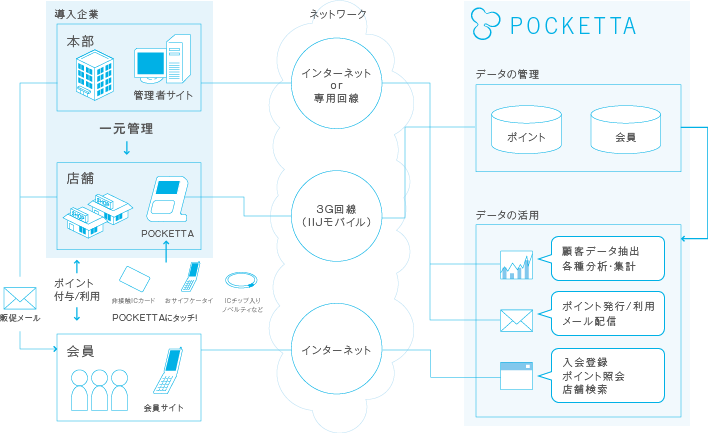 導入企業
本部
管理者サイト
一元管理
店舗
POCKETTA
ポイント
付与/利用
非接触ICカード
おサイフケータイ
ICチップ入り
ノベルティなど
POCKETTAにタッチ!
販促メール
会員
会員サイト
ネットワーク
インターネット
or
専用回線
3G回線
(IIJモバイル)
インターネット
POCKETTA
データの管理
ポイント
会員
データの活用
顧客データ抽出
各種分析・集計
ポイント発行/利用
メール配信
入会登録
ポイント照会
店舗検索